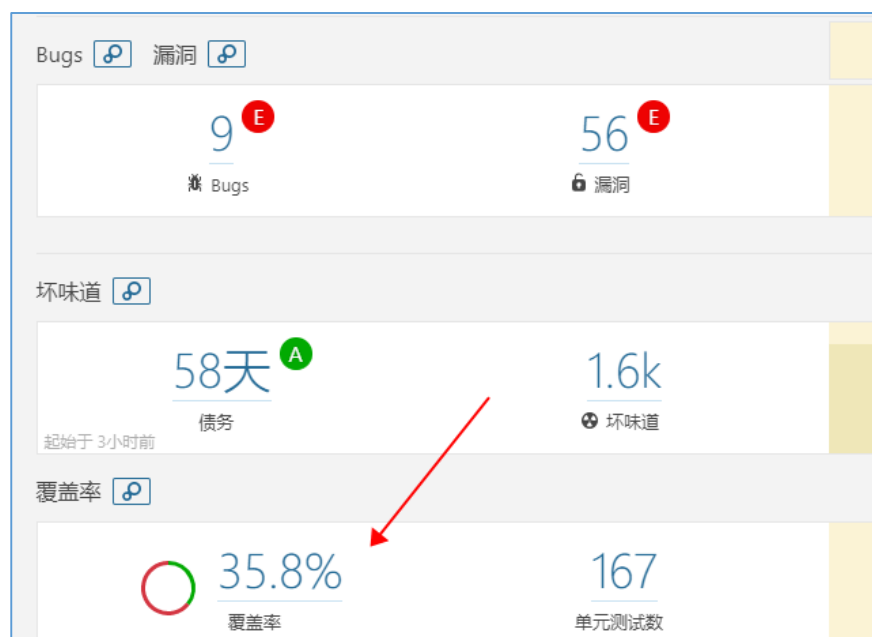 Bugs 漏洞
9 E 56 E
Bugs 漏洞
坏味道
58天 A 1.6k
债务 坏味道
起始于 3小时前
覆盖率
35.8% 167
覆盖率 单元测试数